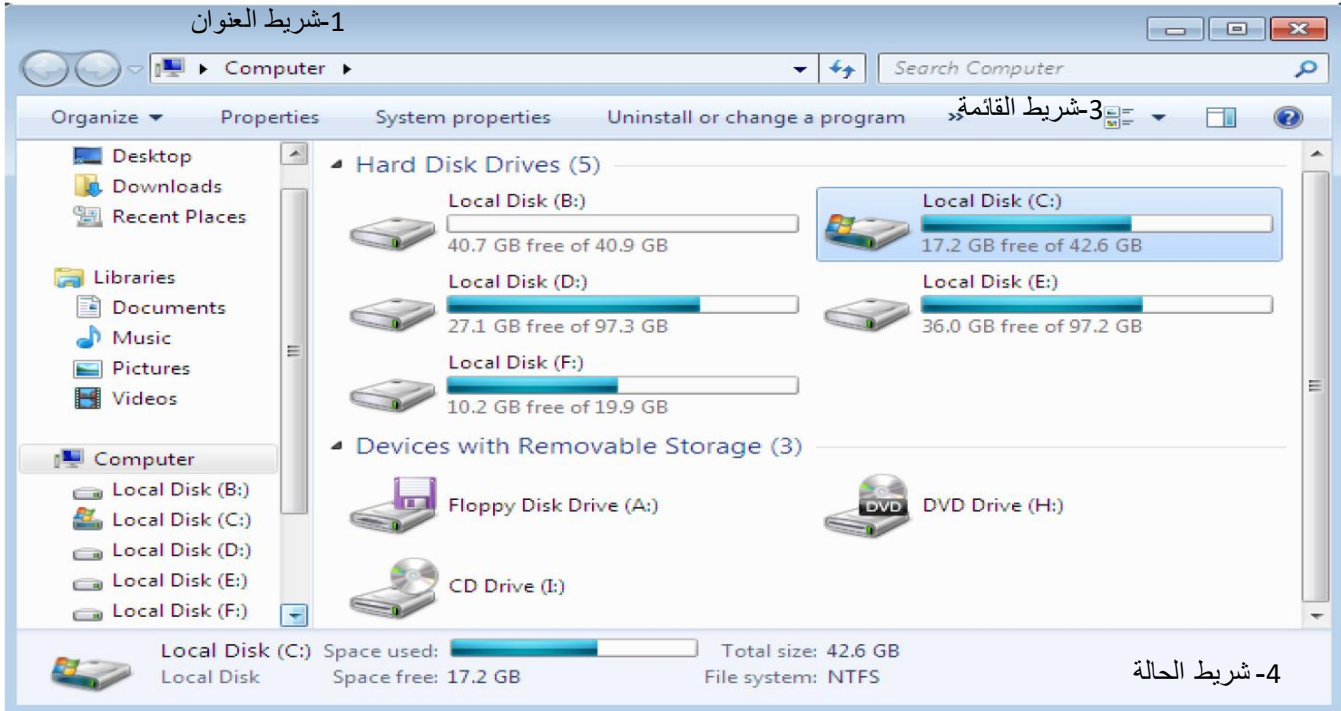 1-شريط العنوان
Computer
Search Computer
Organize Properties System properties Uninstall or change a program » 3-شريط القائمة
Desktop
Downloads
Recent Places
Libraries
Documents
Music
Pictures
Videos
Computer
Local Disk (B:)
Local Disk (C:)
Local Disk (D:)
Local Disk (E:)
Local Disk (F:)
Hard Disk Drives (5)
Local Disk (B:)
40.7 GB free of 40.9 GB
Local Disk (C:)
17.2 GB free of 42.6 GB
Local Disk (D:)
27.1 GB free of 97.3 GB
Local Disk (E:)
36.0 GB free of 97.2 GB
Local Disk (F:)
10.2 GB free of 19.9 GB
Devices with Removable Storage (3)
Floppy Disk Drive (A:)
DVD Drive (H:)
DVD
CD Drive (I:)
Local Disk (C:) Space used: Total size: 42.6 GB
Local Disk Space free: 17.2 GB File system: NTFS
4- شريط الحالة